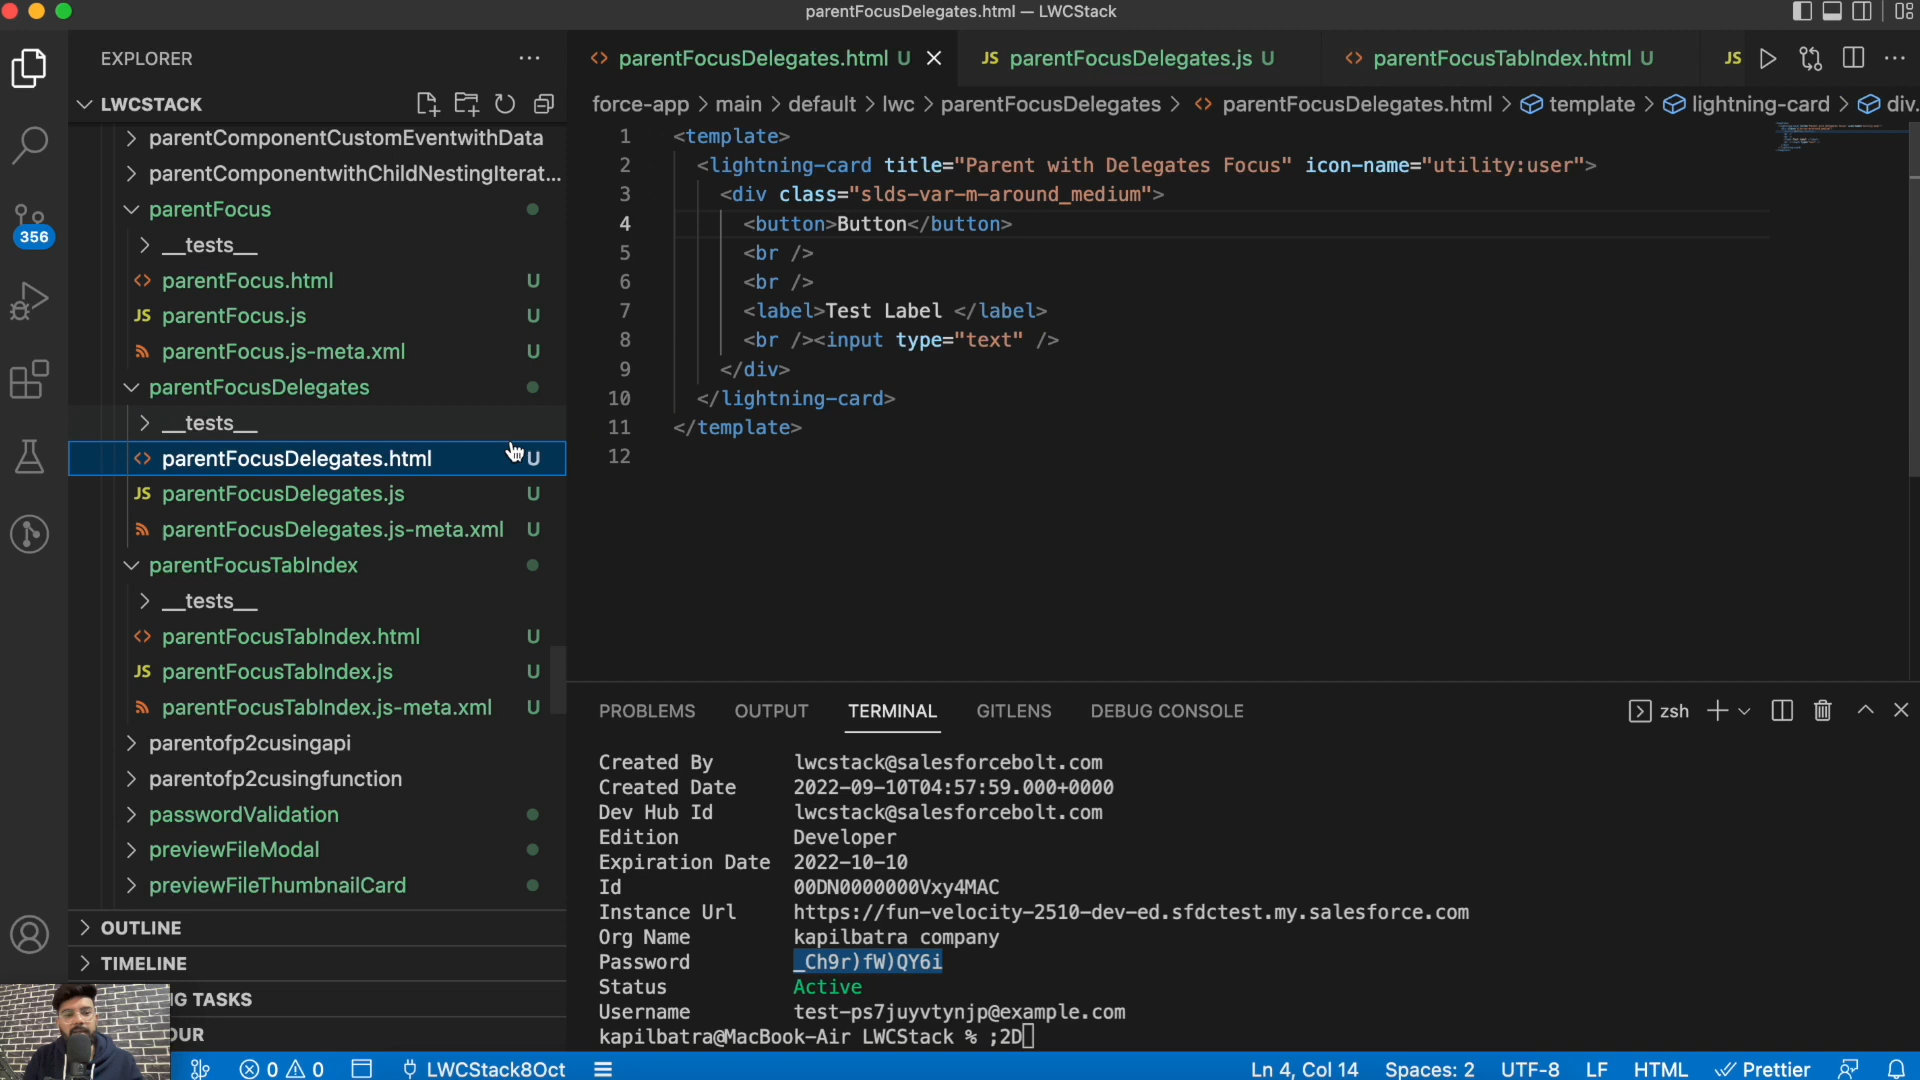 parentFocusDelegates.html — LWCStack
EXPLORER
LWCSTACK
parentComponentCustomEventwithData
parentComponentwithChildNestingIterat...
parentFocus
__tests__
parentFocus.html U
JS parentFocus.js U
parentFocus.js-meta.xml U
parentFocusDelegates
__tests__
parentFocusDelegates.html U
JS parentFocusDelegates.js U
parentFocusDelegates.js-meta.xml U
parentFocusTabIndex
__tests__
parentFocusTabIndex.html U
JS parentFocusTabIndex.js U
parentFocusTabIndex.js-meta.xml U
parentofp2cusingapi
parentofp2cusingfunction
passwordValidation
previewFileModal
previewFileThumbnailCard
OUTLINE
TIMELINE
G TASKS
OUR
356
parentFocusDelegates.html U JS parentFocusDelegates.js U parentFocusTabIndex.html U JS
force-app > main > default > lwc > parentFocusDelegates > parentFocusDelegates.html > template > lightning-card > div.
1 <template>
2 <lightning-card title="Parent with Delegates Focus" icon-name="utility:user">
3 <div class="slds-var-m-around_medium">
4 <button>Button</button>
5 <br />
6 <br />
7 <label>Test Label </label>
8 <br /><input type="text" />
9 </div>
10 </lightning-card>
11 </template>
12
PROBLEMS OUTPUT TERMINAL GITLENS DEBUG CONSOLE zsh
Created By lwcstack@salesforcebolt.com
Created Date 2022-09-10T04:57:59.000+0000
Dev Hub Id lwcstack@salesforcebolt.com
Edition Developer
Expiration Date 2022-10-10
Id 00DN0000000Vxy4MAC
Instance Url https://fun-velocity-2510-dev-ed.sfdctest.my.salesforce.com
Org Name kapilbatra company
Password _Ch9r)fW)QY6i
Status Active
Username test-ps7juyvtynjp@example.com
kapilbatra@MacBook-Air LWCStack % ;2D
0 0 LWCStack8Oct Ln 4, Col 14 Spaces: 2 UTF-8 LF HTML Prettier